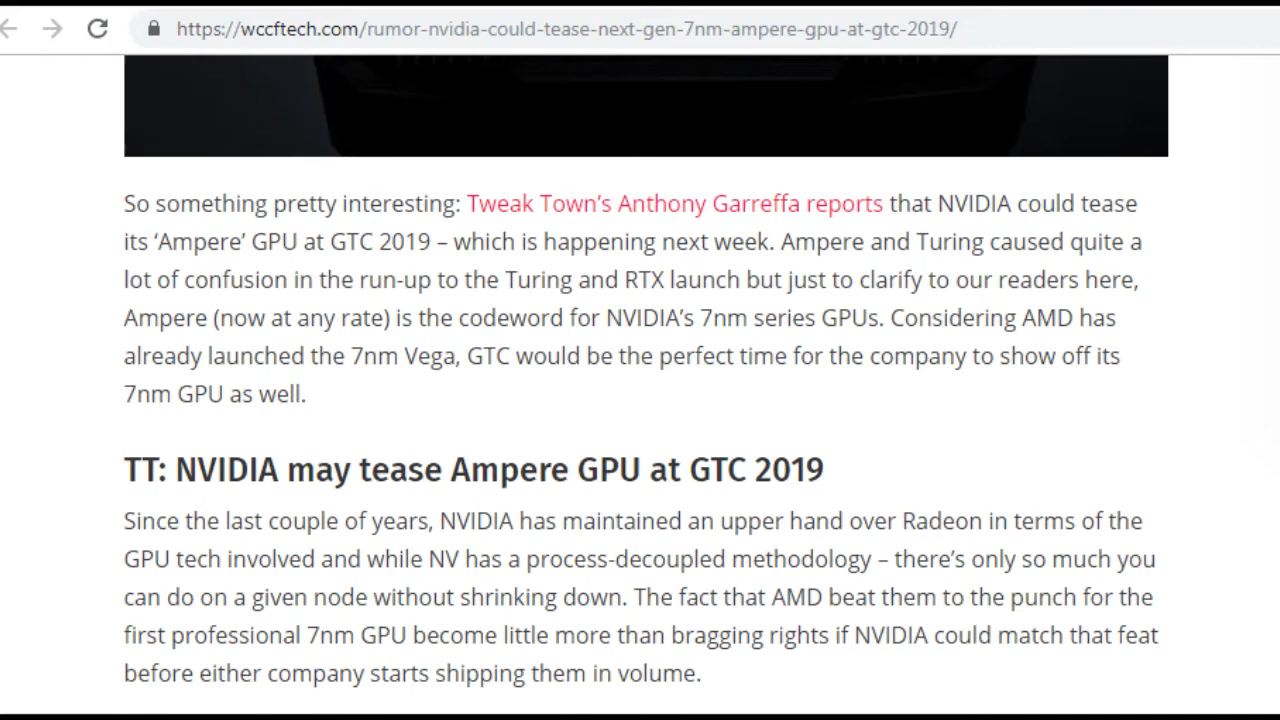 https://wccftech.com/rumor-nvidia-could-tease-next-gen-7nm-ampere-gpu-at-gtc-2019/
So something pretty interesting: Tweak Town’s Anthony Garreffa reports that NVIDIA could tease
its ‘Ampere’ GPU at GTC 2019 – which is happening next week. Ampere and Turing caused quite a
lot of confusion in the run-up to the Turing and RTX launch but just to clarify to our readers here,
Ampere (now at any rate) is the codeword for NVIDIA’s 7nm series GPUs. Considering AMD has
already launched the 7nm Vega, GTC would be the perfect time for the company to show off its
7nm GPU as well.
TT: NVIDIA may tease Ampere GPU at GTC 2019
Since the last couple of years, NVIDIA has maintained an upper hand over Radeon in terms of the
GPU tech involved and while NV has a process-decoupled methodology – there’s only so much you
can do on a given node without shrinking down. The fact that AMD beat them to the punch for the
first professional 7nm GPU become little more than bragging rights if NVIDIA could match that feat
before either company starts shipping them in volume.